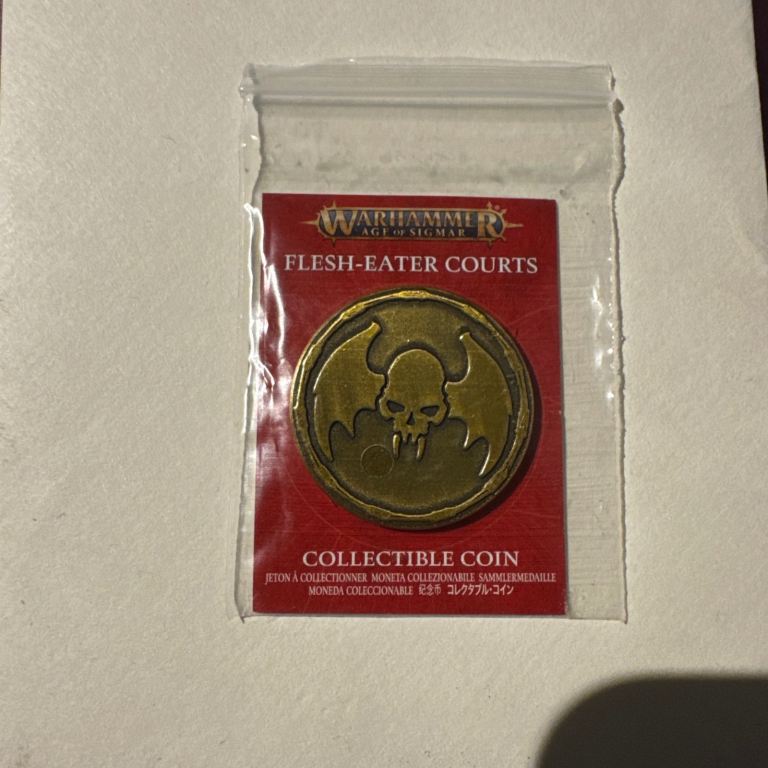 WARHAMMER
AGE OF SIGMAR
FLESH-EATER COURTS
COLLECTIBLE COIN
JETON À COLLECTIONNER MONETA COLLEZIONABILE SAMMLERMEDAILLE
MONEDA COLECCIONABLE 纪念币 コレクタブル・コイン